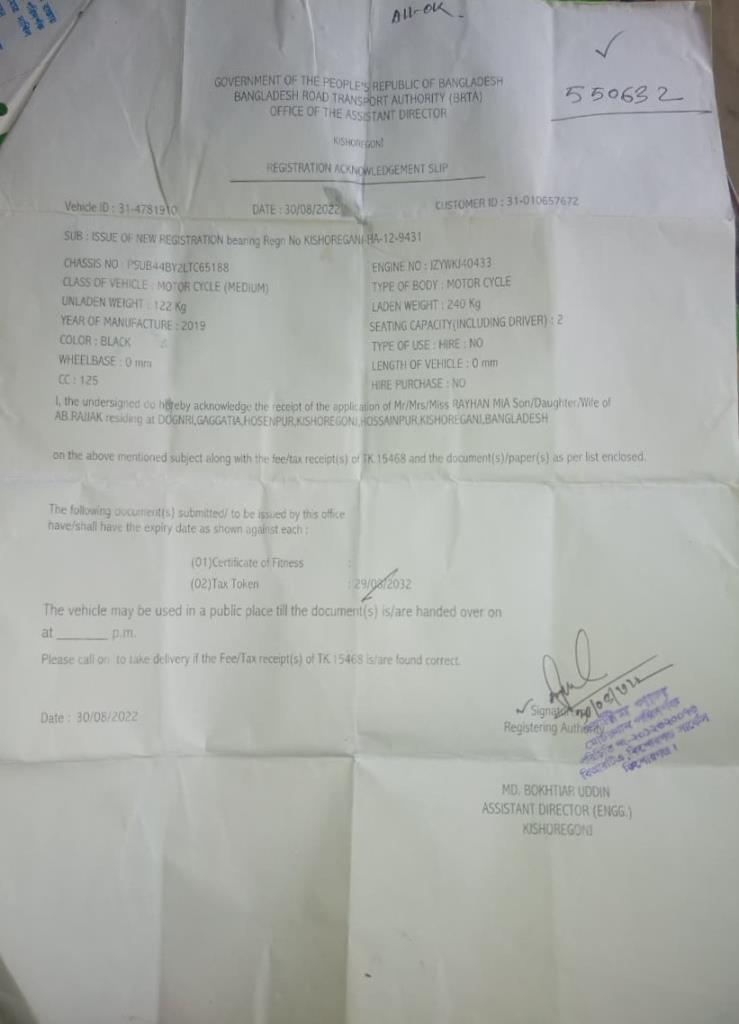 All-OK.
550632
GOVERNMENT OF THE PEOPLE'S REPUBLIC OF BANGLADESH
BANGLADESH ROAD TRANSPORT AUTHORITY (BRTA)
OFFICE OF THE ASSISTANT DIRECTOR
KISHOREGONJ
REGISTRATION ACKNOWLEDGEMENT SLIP
Vehicle ID : 31-4781910 DATE : 30/08/2022 CUSTOMER ID : 31-010657672
SUB : ISSUE OF NEW REGISTRATION bearing Regn No KISHOREGANJ-HA-12-9431
CHASSIS NO : PSUB44BY2LTC65188 ENGINE NO : JZYWKJ40433
CLASS OF VEHICLE : MOTOR CYCLE (MEDIUM) TYPE OF BODY : MOTOR CYCLE
UNLADEN WEIGHT : 122 Kg LADEN WEIGHT : 240 Kg
YEAR OF MANUFACTURE : 2019 SEATING CAPACITY(INCLUDING DRIVER) : 2
COLOR : BLACK TYPE OF USE : HIRE : NO
WHEELBASE : 0 mm LENGTH OF VEHICLE : 0 mm
CC : 125 HIRE PURCHASE : NO
I, the undersigned do hereby acknowledge the receipt of the application of Mr/Mrs/Miss RAYHAN MIA Son/Daughter/Wife of
AB.RAJJAK residing at DOGNRI,GAGGATIA,HOSENPUR,KISHOREGONJ,HOSSAINPUR,KISHOREGANJ,BANGLADESH
on the above mentioned subject along with the fee/tax receipt(s) of TK.15468 and the document(s)/paper(s) as per list enclosed.
The following document(s) submitted/ to be issued by this office
have/shall have the expiry date as shown against each :
(01)Certificate of Fitness :
(02)Tax Token : 29/08/2032
The vehicle may be used in a public place till the document(s) is/are handed over on
at ______ p.m.
Please call on to take delivery if the Fee/Tax receipt(s) of TK 15468 is/are found correct.
Date : 30/08/2022
Signature
30/08/2022
Registering Authority
MD. BOKHTIAR UDDIN
ASSISTANT DIRECTOR (ENGG.)
KISHOREGONJ